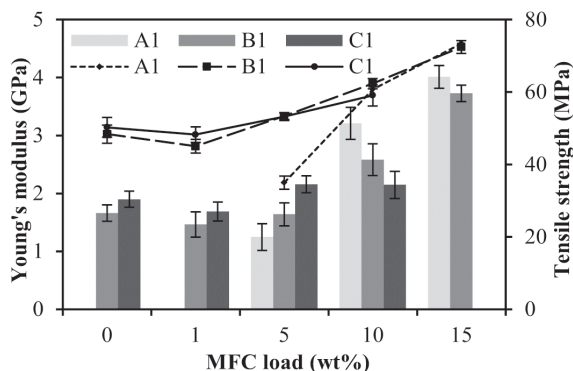 Young's modulus (GPa)
5
4
3
2
1
0
A1 B1 C1
A1 B1 C1
80
60
40
20
0
Tensile strength (MPa)
0 1 5 10 15
MFC load (wt%)